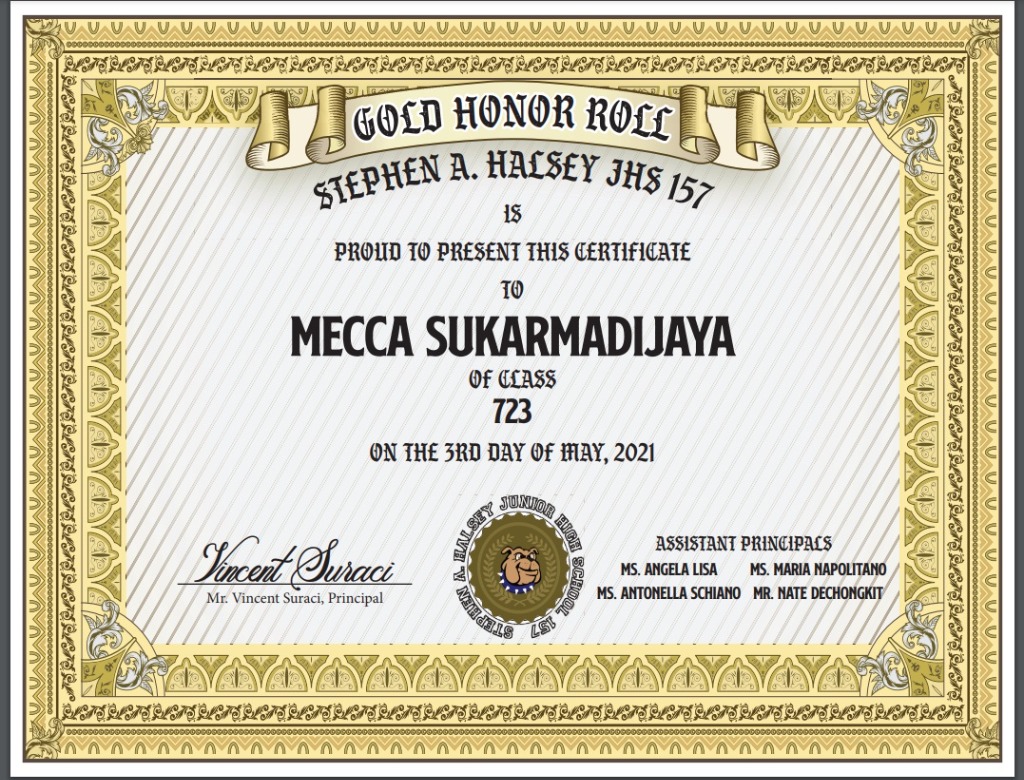 GOLD HONOR ROLL
STEPHEN A. HALSEY JHS 157
IS
PROUD TO PRESENT THIS CERTIFICATE
TO
MECCA SUKARMADIJAYA
OF CLASS
723
ON THE 3RD DAY OF MAY, 2021
STEPHEN A. HALSEY JUNIOR HIGH SCHOOL 157
Vincent Suraci
Mr. Vincent Suraci, Principal
ASSISTANT PRINCIPALS
MS. ANGELA LISA MS. MARIA NAPOLITANO
MS. ANTONELLA SCHIANO MR. NATE DECHONGKIT